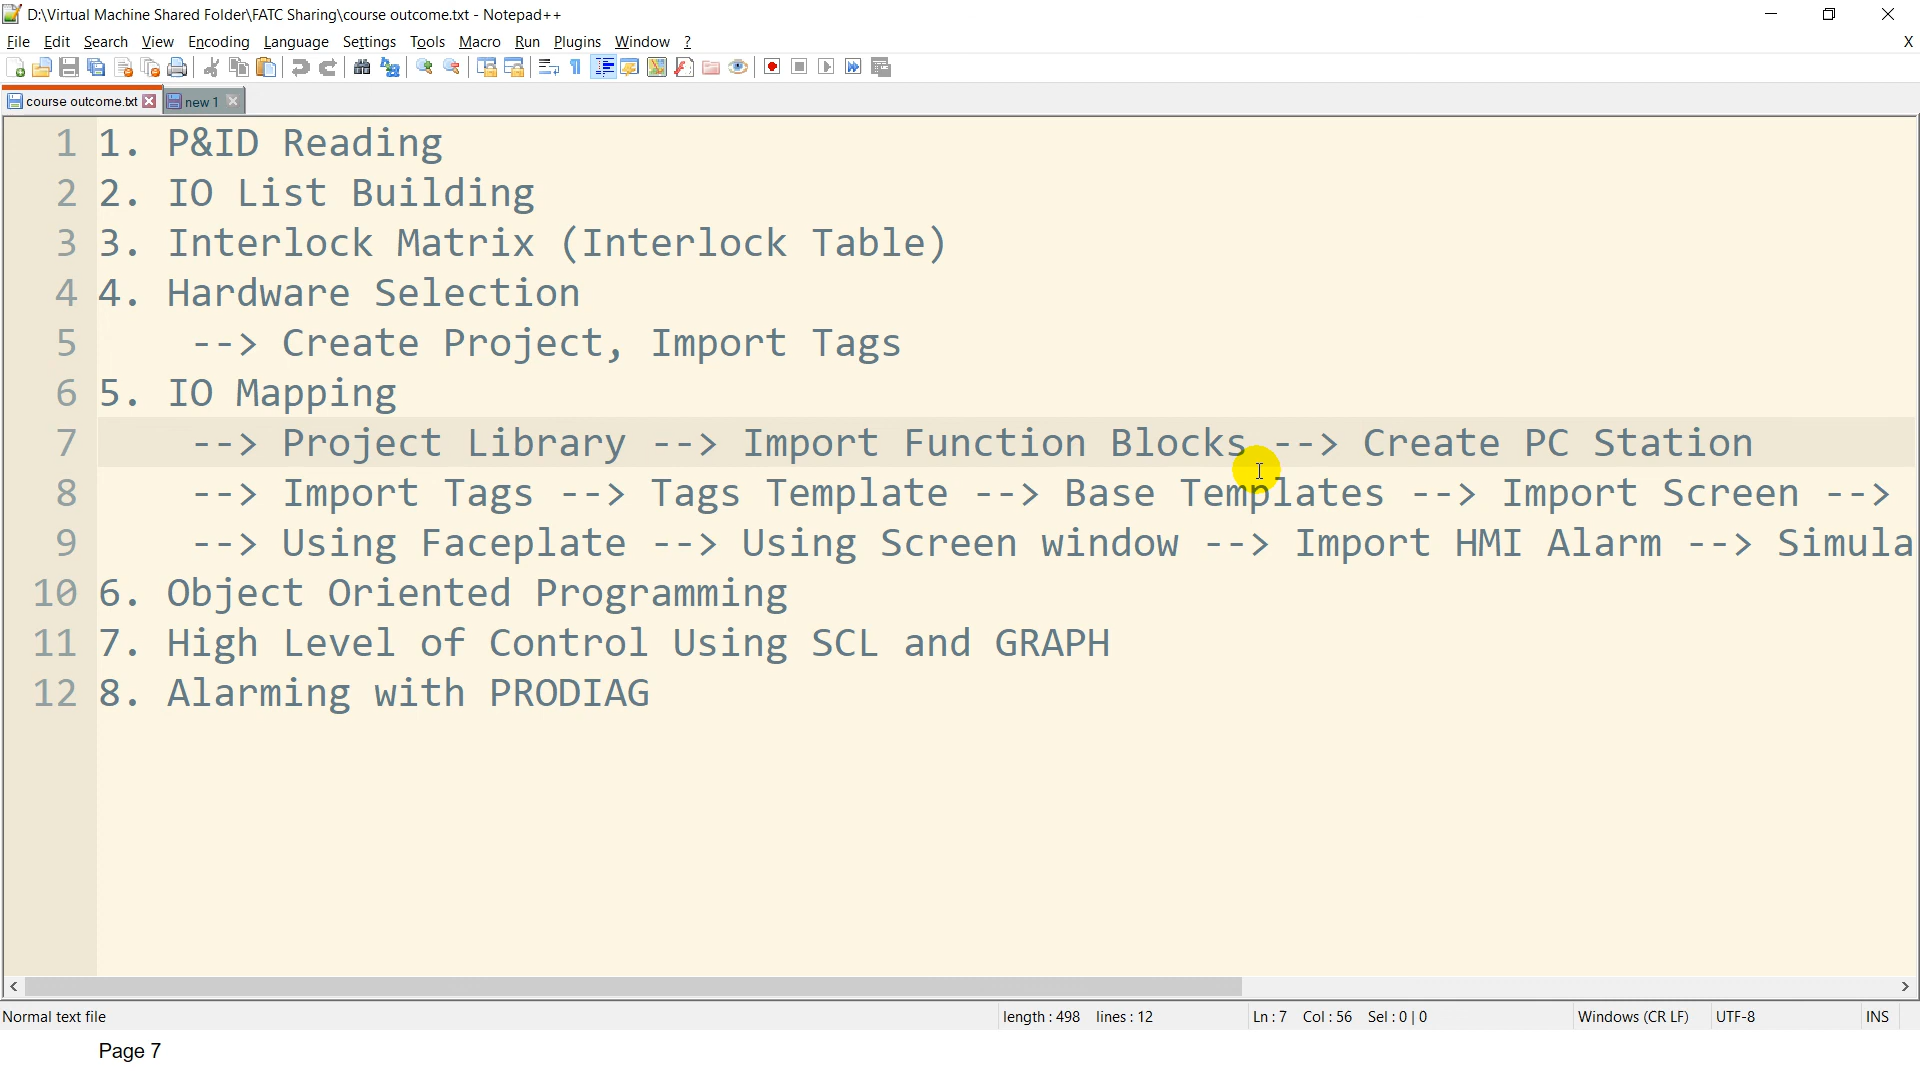 D:\Virtual Machine Shared Folder\FATC Sharing\course outcome.txt - Notepad++
File Edit Search View Encoding Language Settings Tools Macro Run Plugins Window ? X
course outcome.txt new 1
1 1. P&ID Reading
2 2. IO List Building
3 3. Interlock Matrix (Interlock Table)
4 4. Hardware Selection
5 --> Create Project, Import Tags
6 5. IO Mapping
7 --> Project Library --> Import Function Blocks --> Create PC Station
8 --> Import Tags --> Tags Template --> Base Templates --> Import Screen -->
9 --> Using Faceplate --> Using Screen window --> Import HMI Alarm --> Simula
10 6. Object Oriented Programming
11 7. High Level of Control Using SCL and GRAPH
12 8. Alarming with PRODIAG
Normal text file length : 498 lines : 12 Ln : 7 Col : 56 Sel : 0 | 0 Windows (CR LF) UTF-8 INS
Page 7